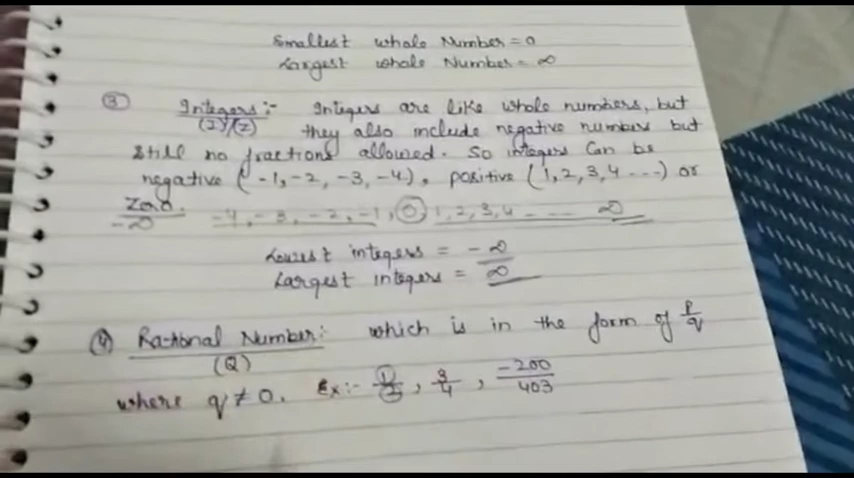 Smallest whole Number = 0
Largest whole Number = ∞
③ Integers :- Integers are like whole numbers, but
(I)/(Z) they also include negative numbers but
still no fractions allowed. So integers can be
negative (-1, -2, -3, -4), positive (1, 2, 3, 4 ---) or
Zero.
-∞ -4, -3, -2, -1, 0, 1, 2, 3, 4 - - - - - ∞
Lowest integers = -∞
Largest integers = ∞
④ Rational Number: which is in the form of p/q
(Q)
where q ≠ 0. Ex:- 1/2, 3/4, -200/403